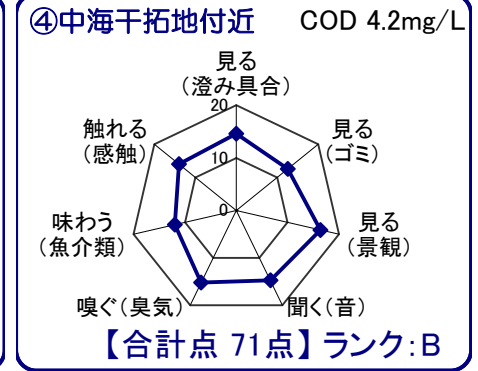 ④中海干拓地付近 COD 4.2mg/L
見る
（澄み具合）
20
触れる
（感触）
見る
（ゴミ）
10
味わう
（魚介類）
0
見る
（景観）
嗅ぐ（臭気）
聞く（音）
【合計点 71点】ランク：B